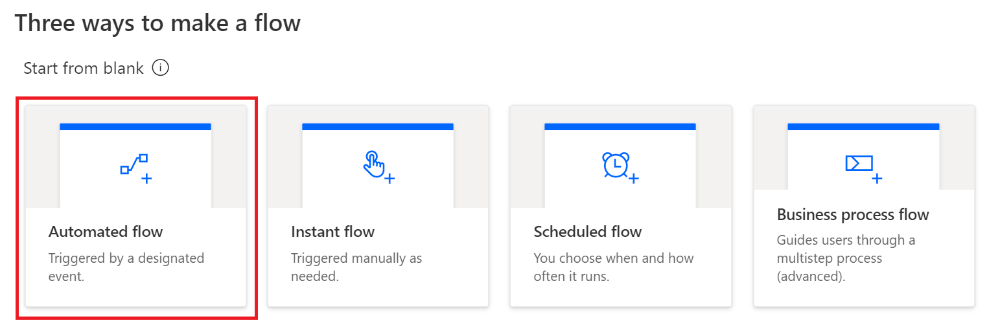 Three ways to make a flow
Start from blank
Automated flow
Triggered by a designated
event.
Instant flow
Triggered manually as
needed.
Scheduled flow
You choose when and how
often it runs.
Business process flow
Guides users through a
multistep process
(advanced).